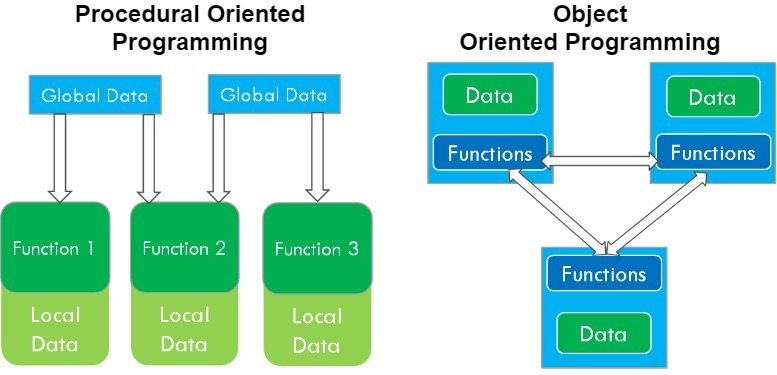 Procedural Oriented
Programming
Global Data
Global Data
Function 1
Function 2
Function 3
Local
Data
Local
Data
Local
Data
Object
Oriented Programming
Data
Functions
Data
Functions
Functions
Data